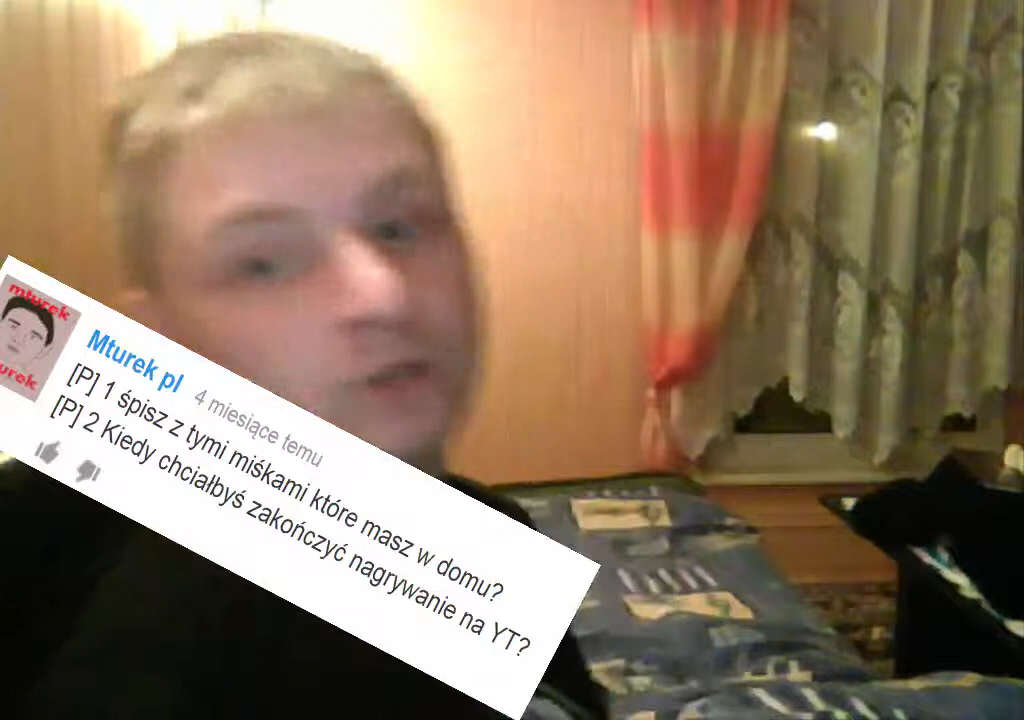 mturek
turek
Mturek pl 4 miesiące temu
[P] 1 śpisz z tymi miśkami które masz w domu?
[P] 2 Kiedy chciałbyś zakończyć nagrywanie na YT?